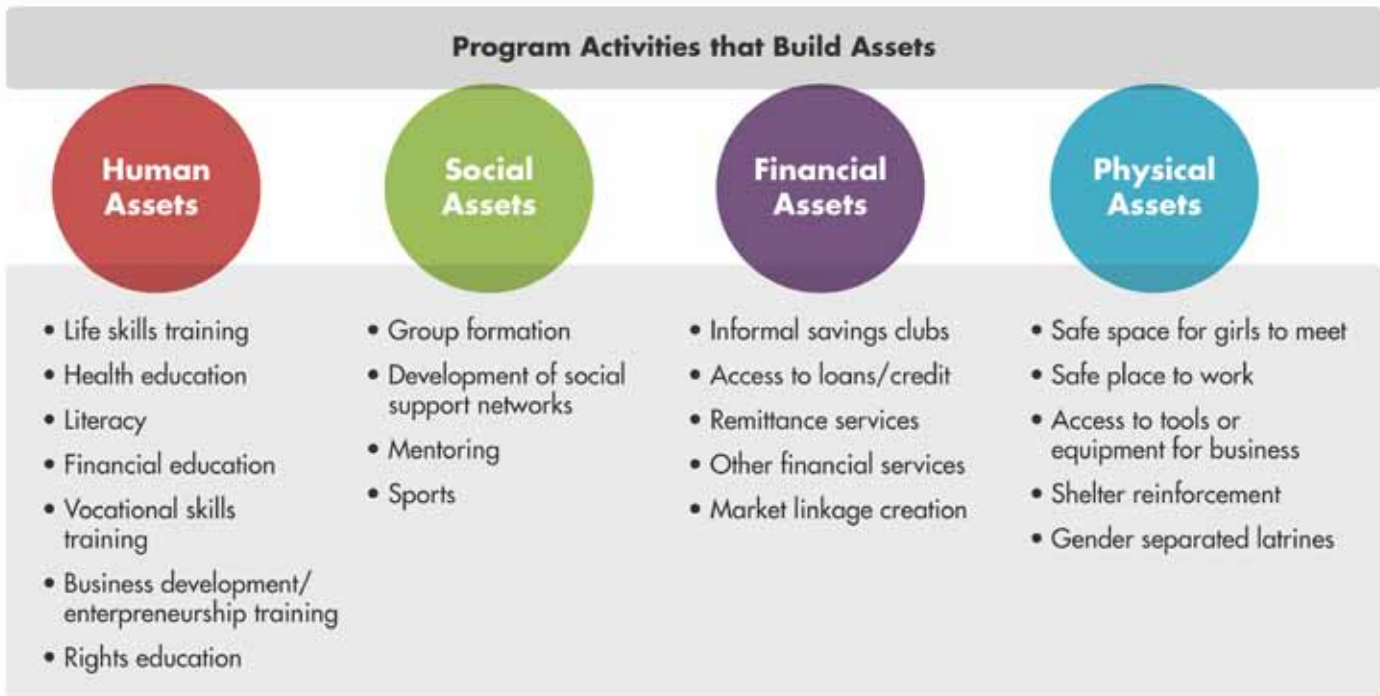 Program Activities that Build Assets
Human
Assets
• Life skills training
• Health education
• Literacy
• Financial education
• Vocational skills
training
• Business development/
enterpreneurship training
• Rights education
Social
Assets
• Group formation
• Development of social
support networks
• Mentoring
• Sports
Financial
Assets
• Informal savings clubs
• Access to loans/credit
• Remittance services
• Other financial services
• Market linkage creation
Physical
Assets
• Safe space for girls to meet
• Safe place to work
• Access to tools or
equipment for business
• Shelter reinforcement
• Gender separated latrines